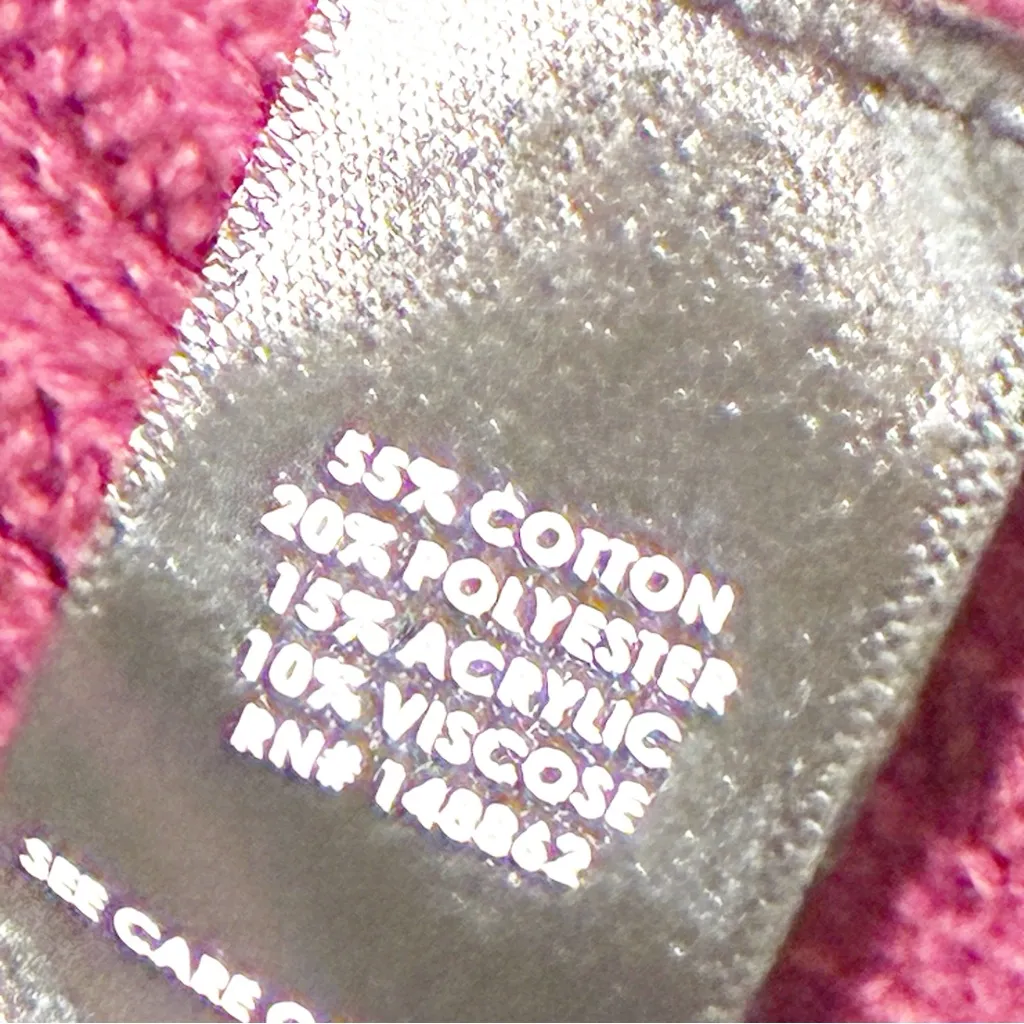 55% COTTON
20% POLYESTER
15% ACRYLIC
10% VISCOSE
RN# 148862
SEE CARE